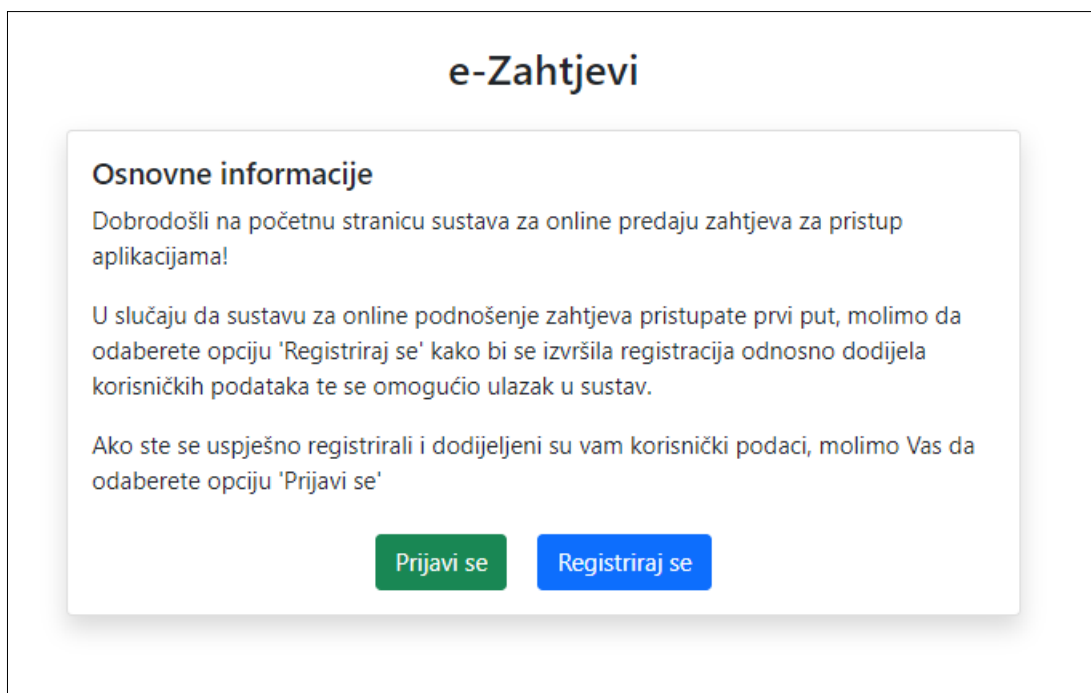 e-Zahtjevi
Osnovne informacije
Dobrodošli na početnu stranicu sustava za online predaju zahtjeva za pristup
aplikacijama!
U slučaju da sustavu za online podnošenje zahtjeva pristupate prvi put, molimo da
odaberete opciju 'Registriraj se' kako bi se izvršila registracija odnosno dodijela
korisničkih podataka te se omogućio ulazak u sustav.
Ako ste se uspješno registrirali i dodijeljeni su vam korisnički podaci, molimo Vas da
odaberete opciju 'Prijavi se'
Prijavi se
Registriraj se